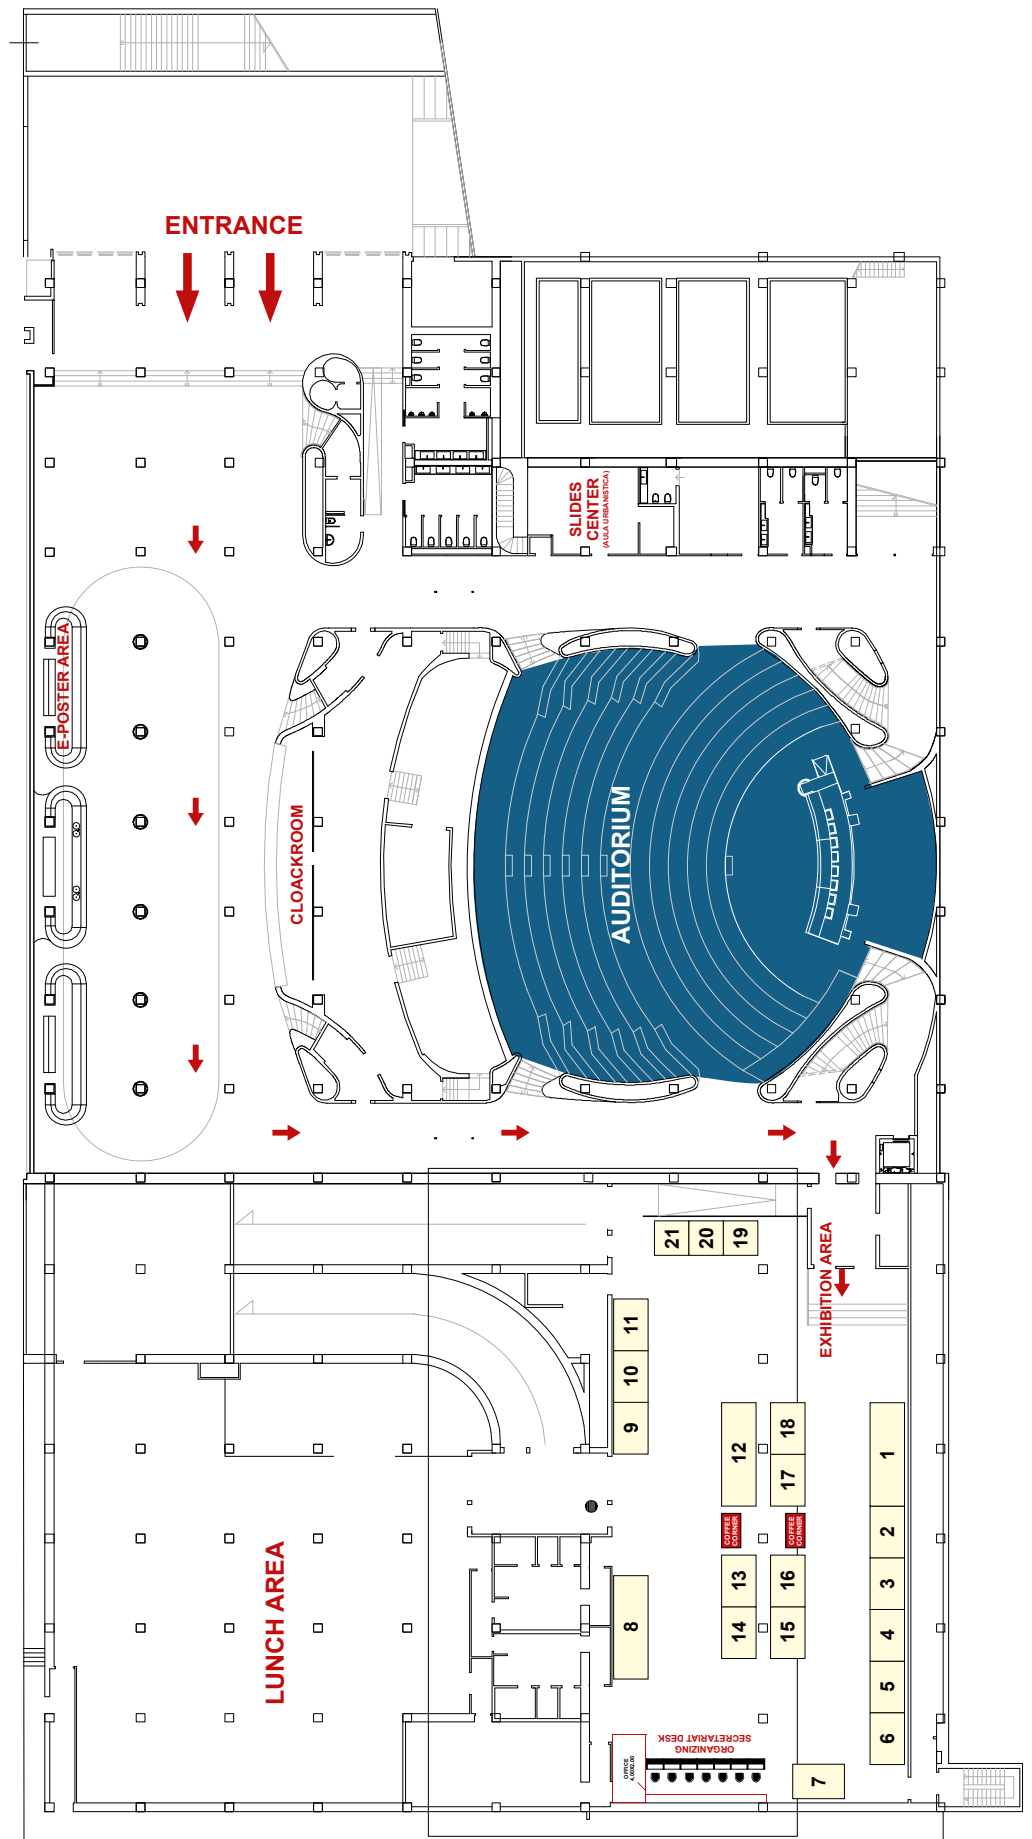 ENTRANCE
SLIDES
CENTER
(AULA URBANISTICA)
E-POSTER AREA
CLOACKROOM
AUDITORIUM
EXHIBITION AREA
21
20
19
11
10
9
12
18
17
1
COFFEE
CORNER
COFFEE
CORNER
2
3
4
5
6
13
14
16
15
8
LUNCH AREA
ORGANIZING
SECRETARIAT DESK
OFFICE
7